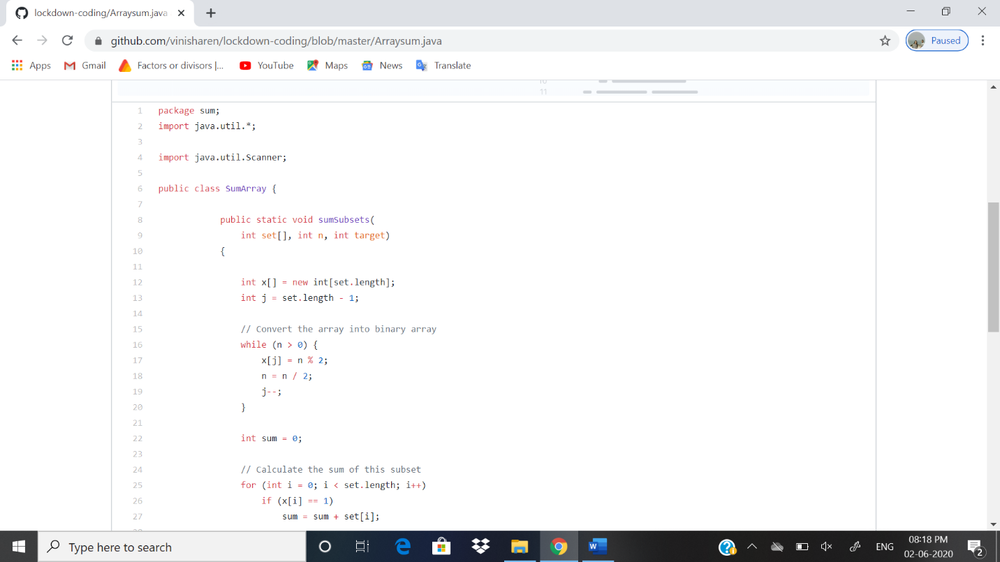 lockdown-coding/Arraysum.java
github.com/vinisharen/lockdown-coding/blob/master/Arraysum.java
Paused
Apps Gmail Factors or divisors |... YouTube Maps News Translate
10
11
1 package sum;
2 import java.util.*;
3
4 import java.util.Scanner;
5
6 public class SumArray {
7
8 public static void sumSubsets(
9 int set[], int n, int target)
10 {
11
12 int x[] = new int[set.length];
13 int j = set.length - 1;
14
15 // Convert the array into binary array
16 while (n > 0) {
17 x[j] = n % 2;
18 n = n / 2;
19 j--;
20 }
21
22 int sum = 0;
23
24 // Calculate the sum of this subset
25 for (int i = 0; i < set.length; i++)
26 if (x[i] == 1)
27 sum = sum + set[i];
Type here to search
ENG
08:18 PM
02-06-2020
2